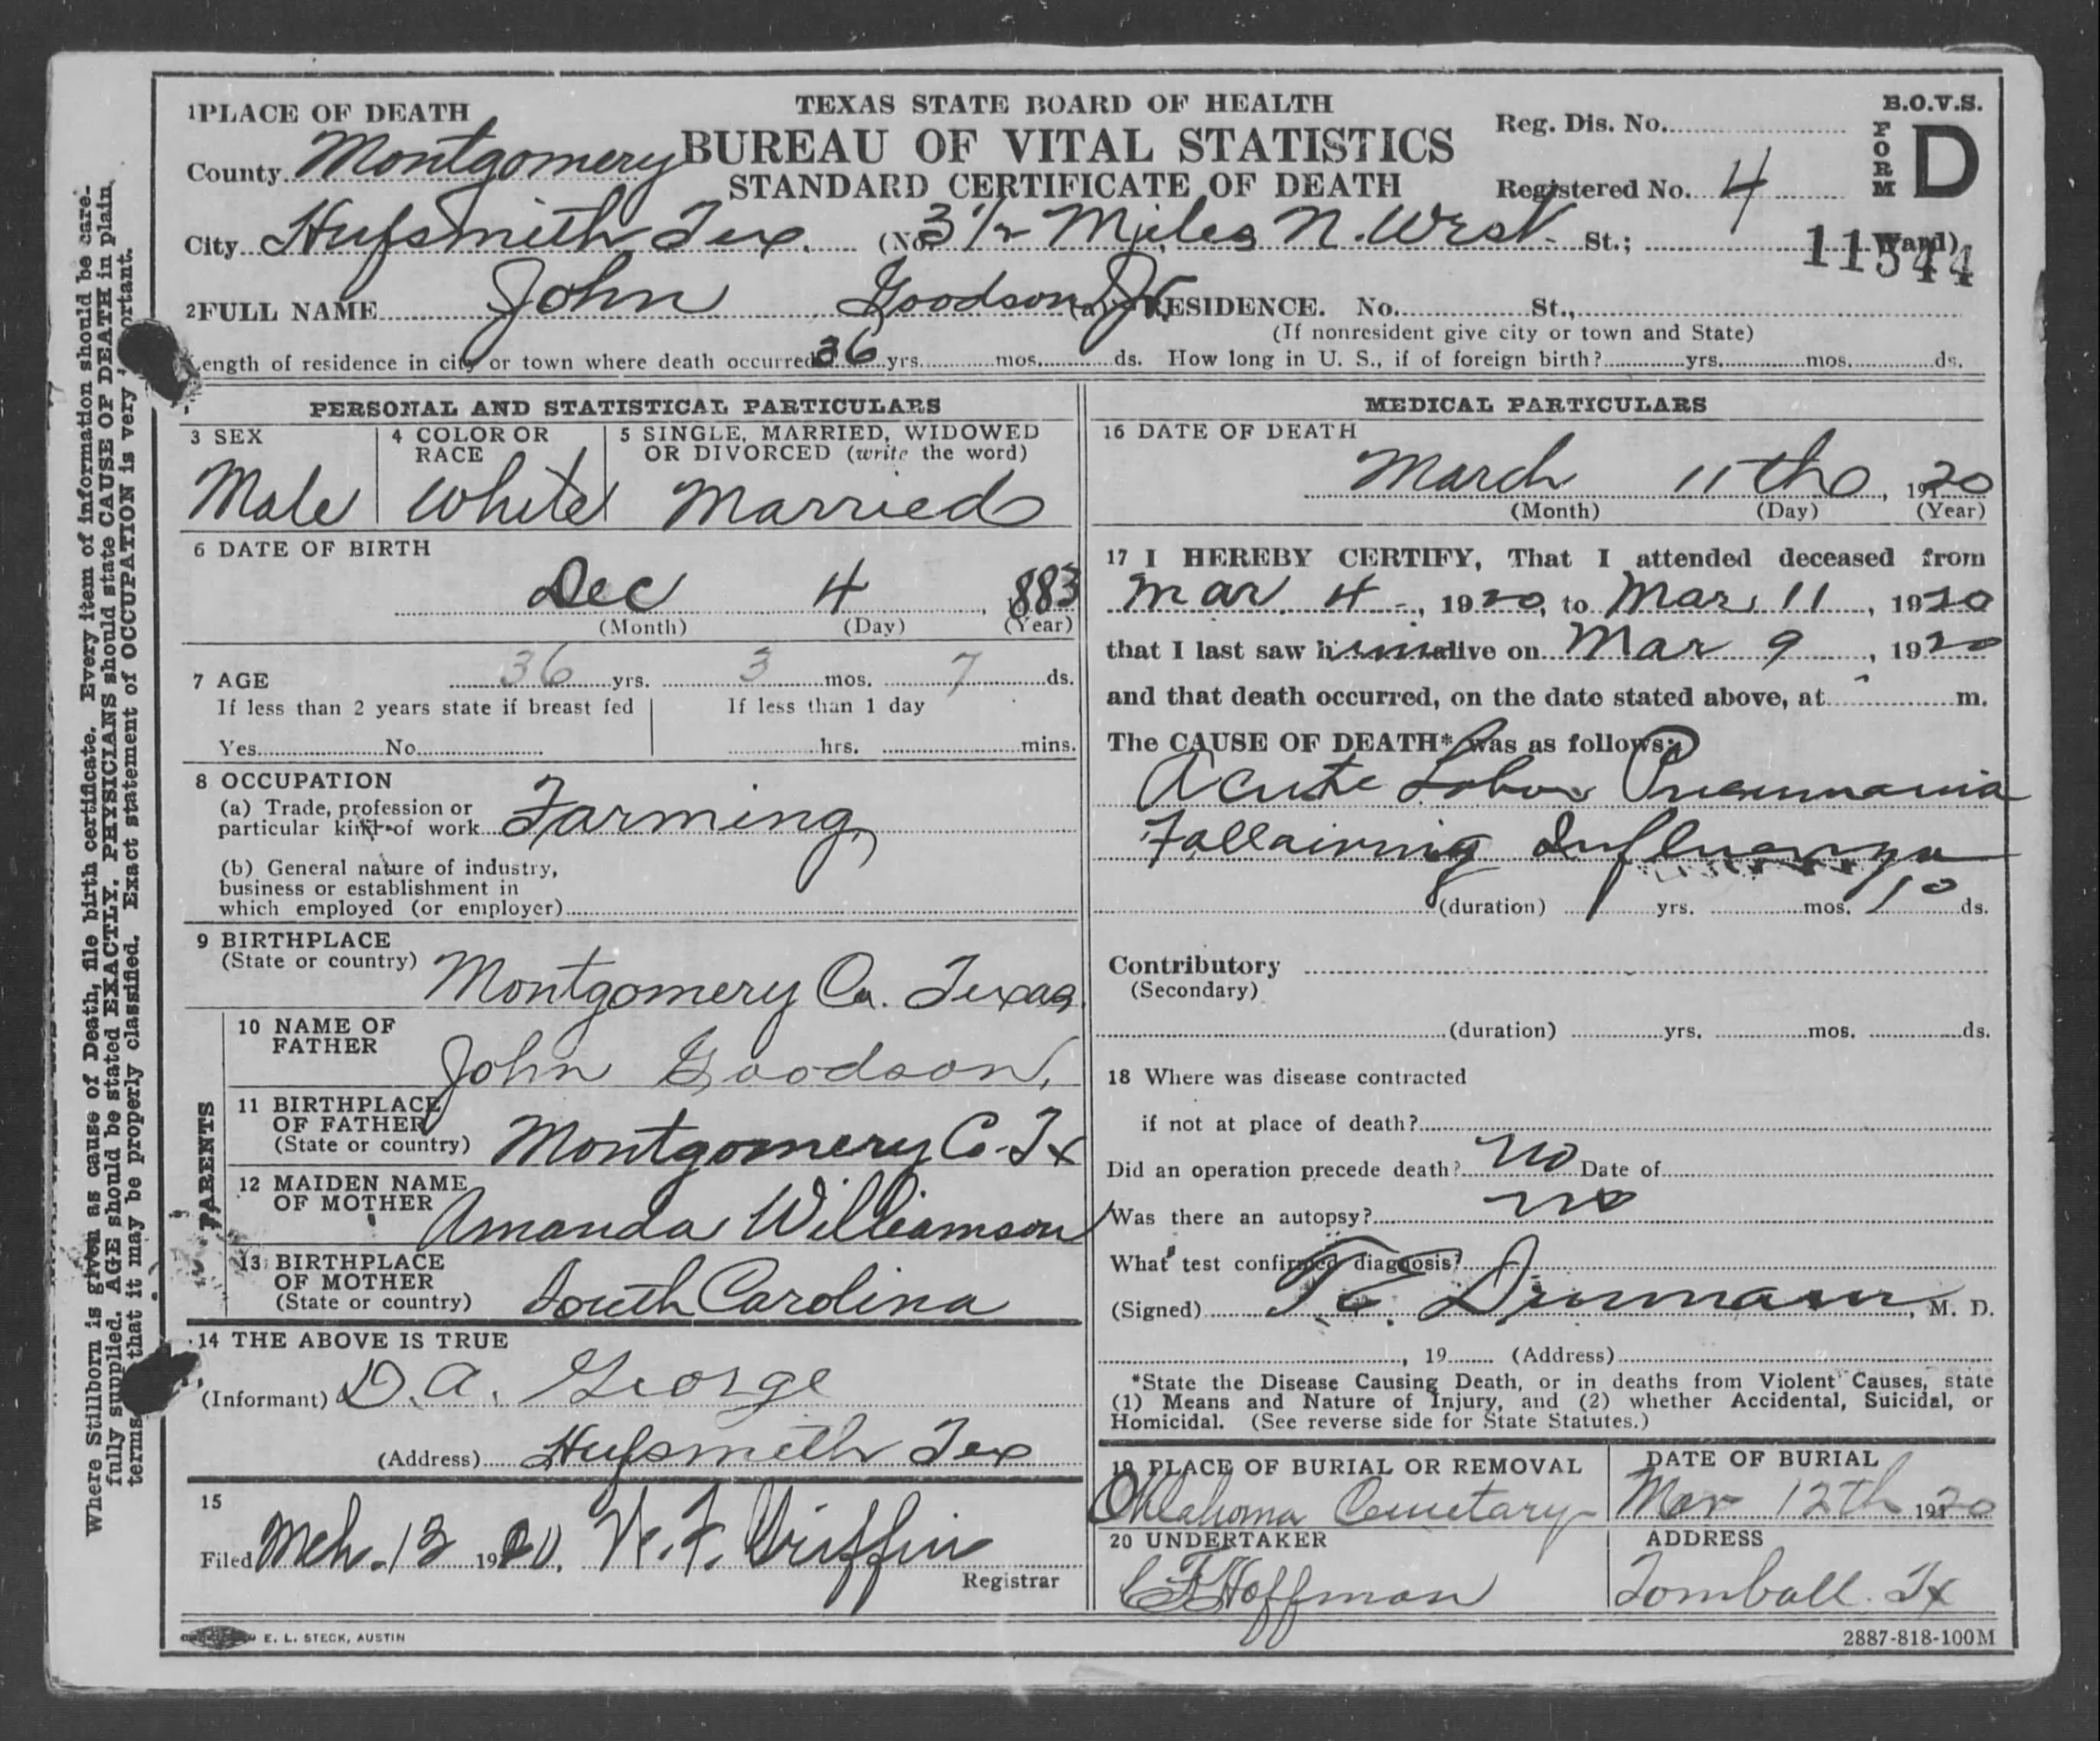 TEXAS STATE BOARD OF HEALTH
BUREAU OF VITAL STATISTICS
STANDARD CERTIFICATE OF DEATH
B.O.V.S.
FORM D
Reg. Dis. No.
Registered No. 4
11544
1 PLACE OF DEATH
County Montgomery
City Hufsmith Tex. (No. 3 1/2 Miles N. West St.; Ward)
2 FULL NAME John Goodson Jr. (a) RESIDENCE. No. St.,
(If nonresident give city or town and State)
Length of residence in city or town where death occurred 36 yrs. mos. ds. How long in U. S., if of foreign birth? yrs. mos. ds.
PERSONAL AND STATISTICAL PARTICULARS
3 SEX
Male
4 COLOR OR RACE
White
5 SINGLE, MARRIED, WIDOWED
OR DIVORCED (write the word)
Married
6 DATE OF BIRTH
Dec 4, 1883
(Month) (Day) (Year)
7 AGE 36 yrs. 3 mos. 7 ds.
If less than 2 years state if breast fed
Yes No
If less than 1 day
hrs. mins.
8 OCCUPATION
(a) Trade, profession or
particular kind of work Farming
(b) General nature of industry,
business or establishment in
which employed (or employer)
9 BIRTHPLACE
(State or country) Montgomery Co. Texas
PARENTS
10 NAME OF
FATHER John Goodson,
11 BIRTHPLACE
OF FATHER
(State or country) Montgomery Co. Tx
12 MAIDEN NAME
OF MOTHER Amanda Williamson
13 BIRTHPLACE
OF MOTHER
(State or country) South Carolina
14 THE ABOVE IS TRUE
(Informant) D. A. George
(Address) Hufsmith Tex
15
Filed Mch. 13 1920, Griffin
Registrar
MEDICAL PARTICULARS
16 DATE OF DEATH
March 11th, 1920
(Month) (Day) (Year)
17 I HEREBY CERTIFY, That I attended deceased from
Mar. 4, 1920, to Mar. 11, 1920
that I last saw him alive on Mar 9, 1920
and that death occurred, on the date stated above, at m.
The CAUSE OF DEATH* was as follows:
Acute Lobar Pneumonia
Following Influenza
(duration) yrs. mos. 10 ds.
Contributory
(Secondary)
(duration) yrs. mos. ds.
18 Where was disease contracted
if not at place of death?
Did an operation precede death? no Date of
Was there an autopsy? no
What test confirmed diagnosis?
(Signed) M. D.
, 19 (Address)
*State the Disease Causing Death, or in deaths from Violent Causes, state
(1) Means and Nature of Injury, and (2) whether Accidental, Suicidal, or
Homicidal. (See reverse side for State Statutes.)
19 PLACE OF BURIAL OR REMOVAL
Oklahoma Cemetary
DATE OF BURIAL
Mar 12th 1920
20 UNDERTAKER
Hoffman
ADDRESS
Tomball Tx
E. L. STECK, AUSTIN
2887-818-100M
Where Stillborn is given as cause of Death, file birth certificate. Every item of information should be care-
fully supplied. AGE should be stated EXACTLY. PHYSICIANS should state CAUSE OF DEATH in plain
terms that it may be properly classified. Exact statement of OCCUPATION is very important.